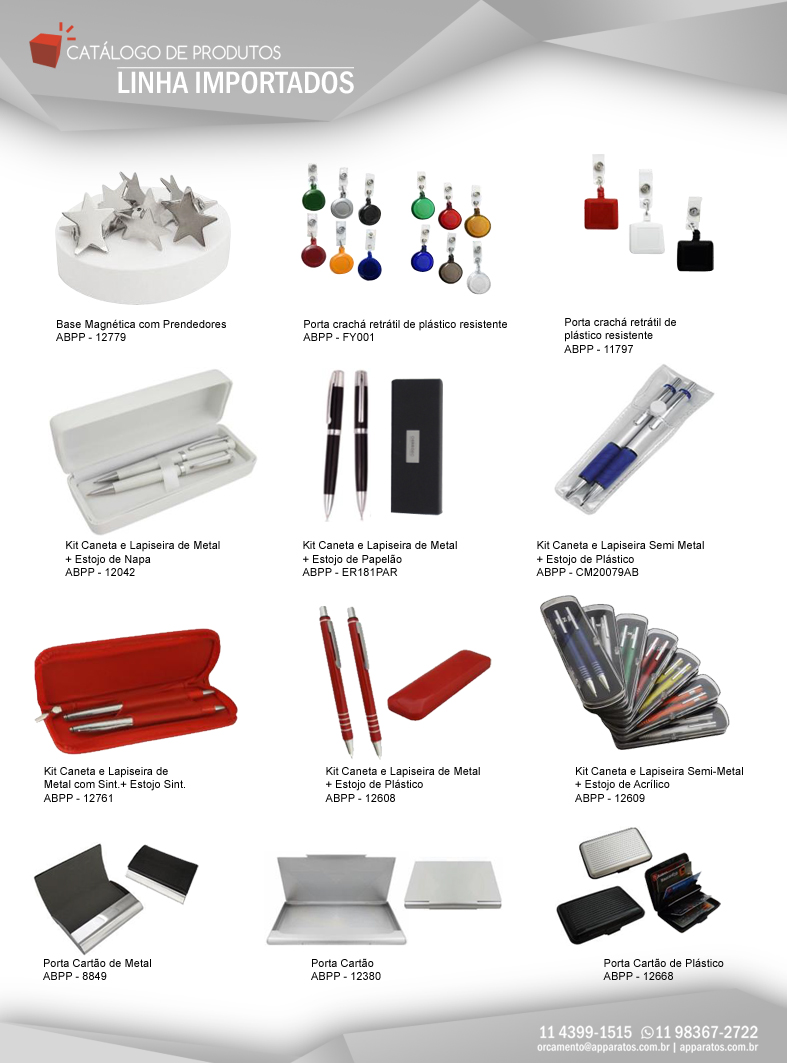 CATÁLOGO DE PRODUTOS
LINHA IMPORTADOS
Base Magnética com Prendedores
ABPP - 12779
Porta crachá retrátil de plástico resistente
ABPP - FY001
Porta crachá retrátil de
plástico resistente
ABPP - 11797
Kit Caneta e Lapiseira de Metal
+ Estojo de Napa
ABPP - 12042
Kit Caneta e Lapiseira de Metal
+ Estojo de Papelão
ABPP - ER181PAR
Kit Caneta e Lapiseira Semi Metal
+ Estojo de Plástico
ABPP - CM20079AB
Kit Caneta e Lapiseira de
Metal com Sint.+ Estojo Sint.
ABPP - 12761
Kit Caneta e Lapiseira de Metal
+ Estojo de Plástico
ABPP - 12608
Kit Caneta e Lapiseira Semi-Metal
+ Estojo de Acrílico
ABPP - 12609
Porta Cartão de Metal
ABPP - 8849
Porta Cartão
ABPP - 12380
Porta Cartão de Plástico
ABPP - 12668
11 4399-1515 11 98367-2722
orcamento@apparatos.com.br | apparatos.com.br